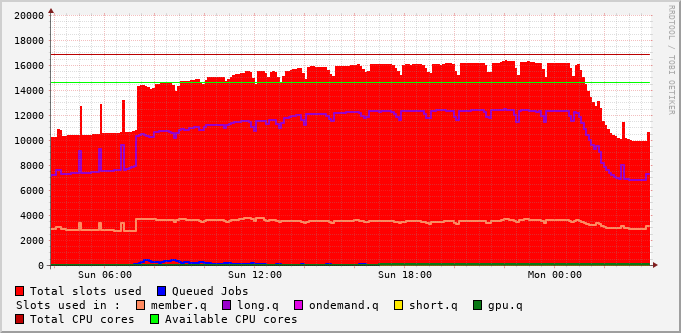 RRDTOOL / TOBI OETIKER
20000
18000
16000
14000
12000
10000
8000
6000
4000
2000
0
Sun 06:00 Sun 12:00 Sun 18:00 Mon 00:00
Total slots used Queued Jobs
Slots used in : member.q long.q ondemand.q short.q gpu.q
Total CPU cores Available CPU cores